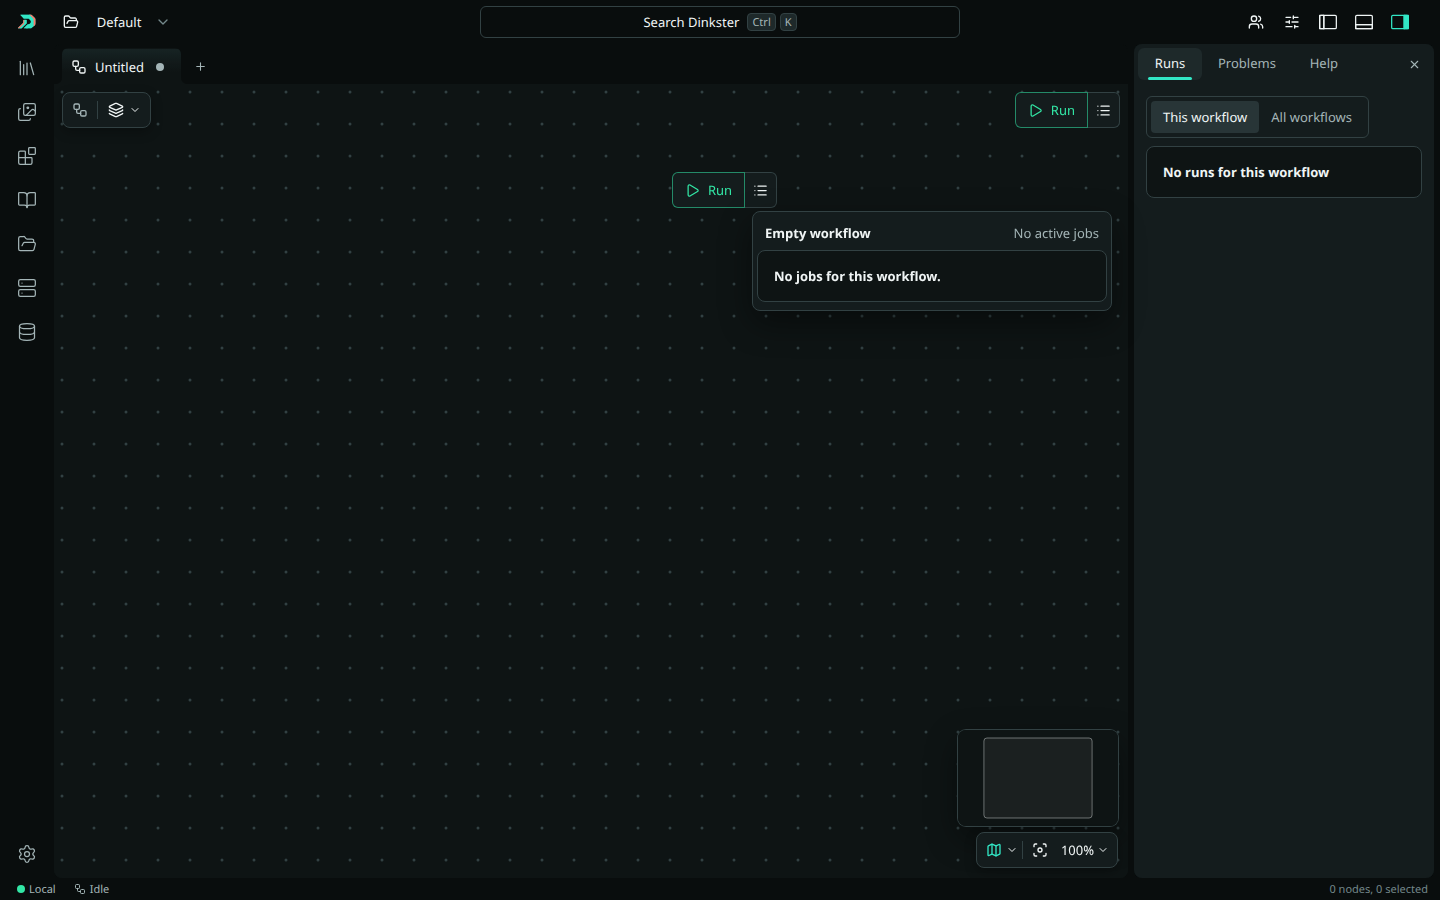 Default
Search Dinkster Ctrl K
Untitled
Run
Run
Empty workflow No active jobs
No jobs for this workflow.
Runs Problems Help
This workflow All workflows
No runs for this workflow
100%
Local Idle
0 nodes, 0 selected